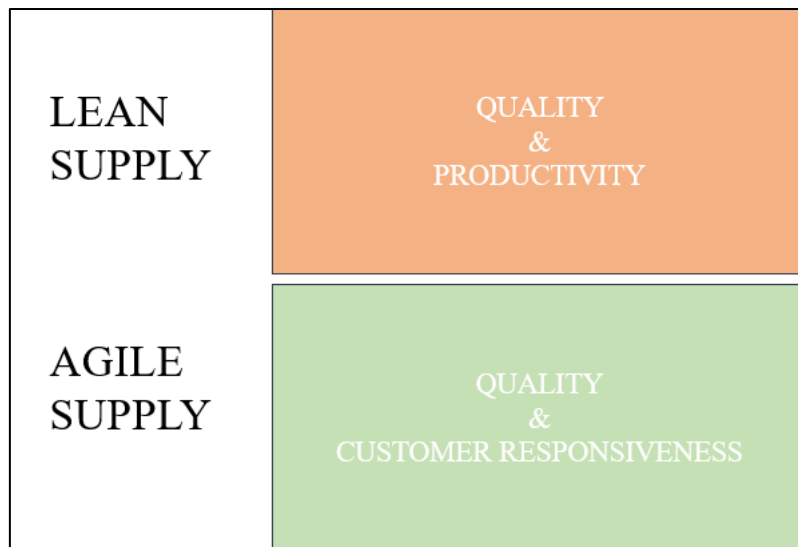 LEAN
SUPPLY
QUALITY
&
PRODUCTIVITY
AGILE
SUPPLY
QUALITY
&
CUSTOMER RESPONSIVENESS